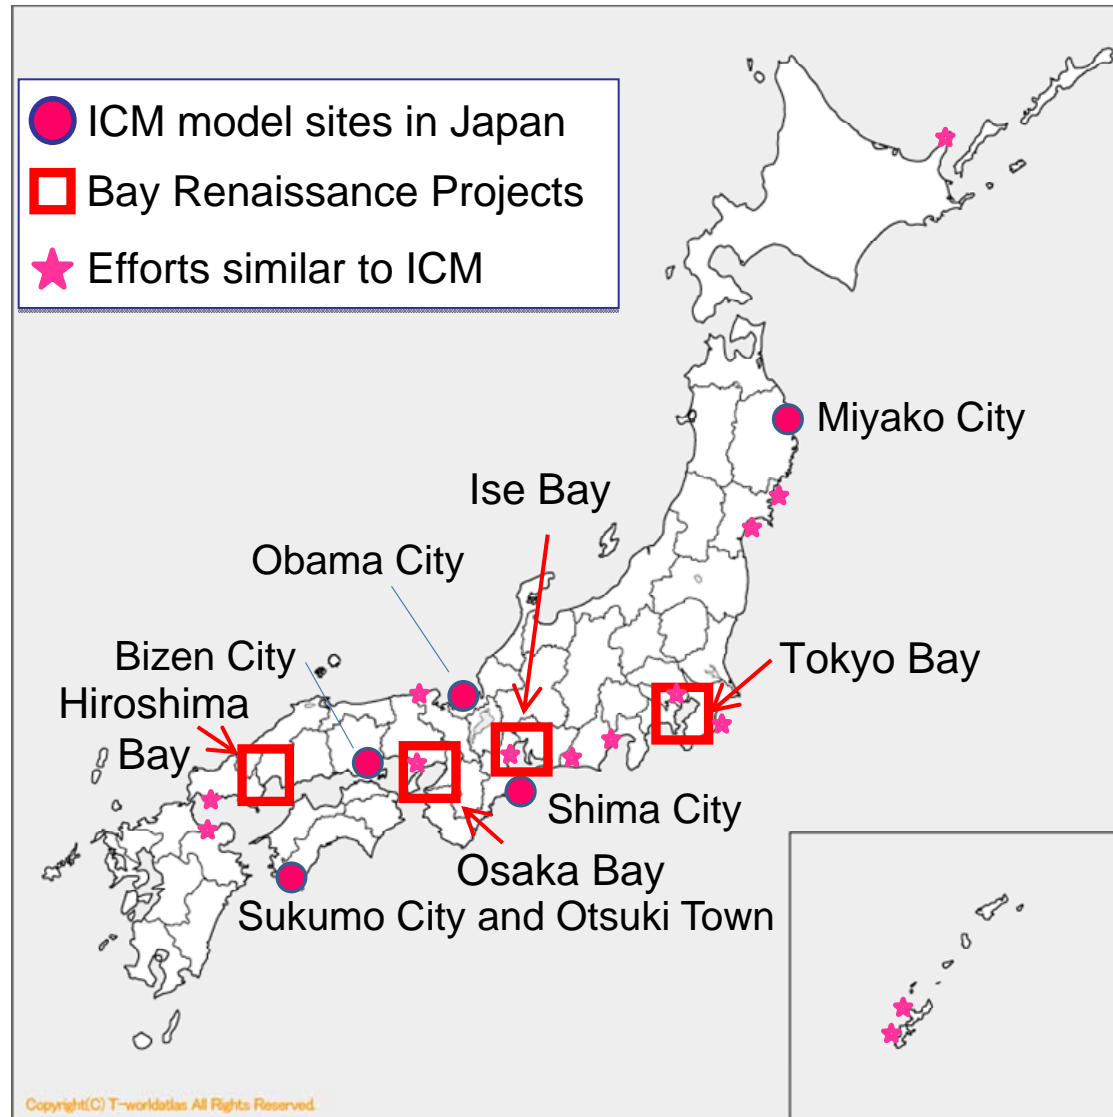 ICM model sites in Japan
Bay Renaissance Projects
Efforts similar to ICM
Miyako City
Ise Bay
Obama City
Bizen City
Tokyo Bay
Hiroshima
Bay
Shima City
Osaka Bay
Sukumo City and Otsuki Town
Copyright(C) T-worldatlas All Rights Reserved.